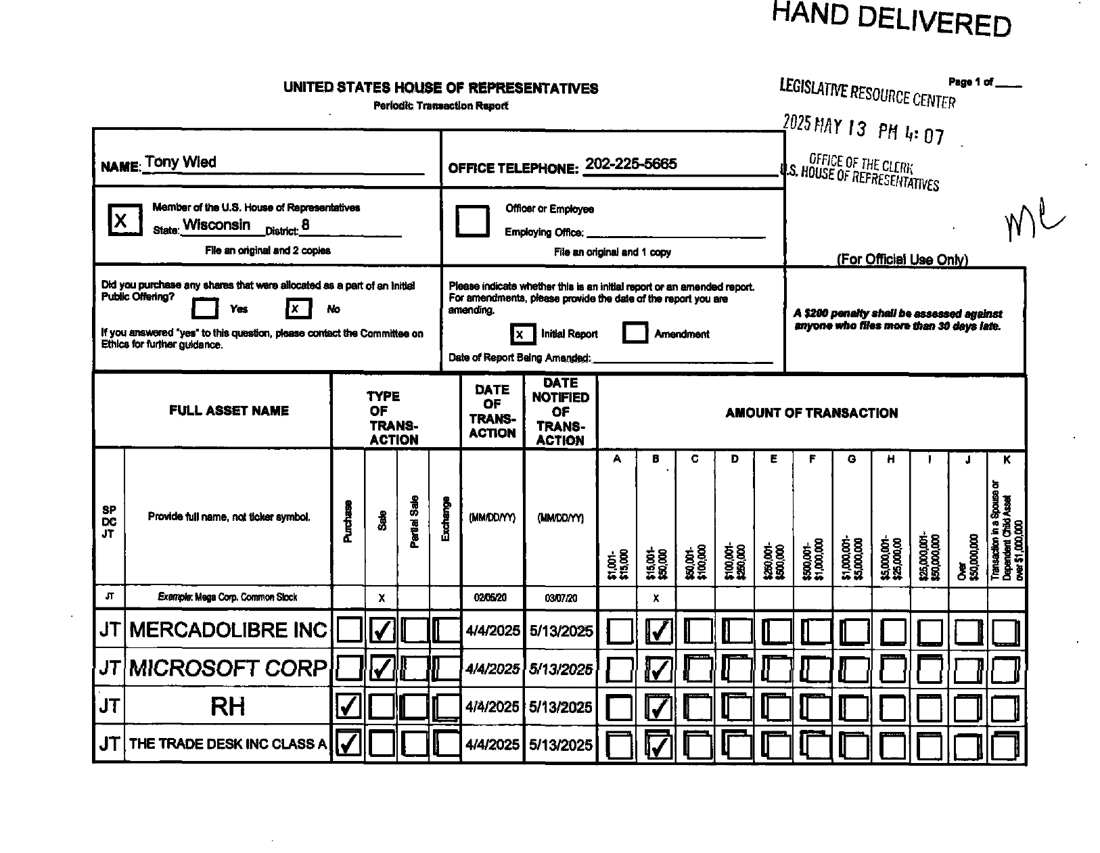 HAND DELIVERED
UNITED STATES HOUSE OF REPRESENTATIVES
Periodic Transaction Report
Page 1 of ____
LEGISLATIVE RESOURCE CENTER
2025 MAY 13 PM 4: 07
OFFICE OF THE CLERK
U.S. HOUSE OF REPRESENTATIVES
NAME: Tony Wied
OFFICE TELEPHONE: 202-225-5665
X
Member of the U.S. House of Representatives
State: Wisconsin District: 8
File an original and 2 copies
Officer or Employee
Employing Office:
File an original and 1 copy
(For Official Use Only)
Did you purchase any shares that were allocated as a part of an Initial
Public Offering?
Yes X No
If you answered "yes" to this question, please contact the Committee on
Ethics for further guidance.
Please indicate whether this is an initial report or an amended report.
For amendments, please provide the date of the report you are
amending.
X Initial Report Amendment
Date of Report Being Amended:
A $200 penalty shall be assessed against
anyone who files more than 30 days late.
FULL ASSET NAME
TYPE
OF
TRANS-
ACTION
DATE
OF
TRANS-
ACTION
DATE
NOTIFIED
OF
TRANS-
ACTION
AMOUNT OF TRANSACTION
A B C D E F G H I J K
SP
DC
JT
Provide full name, not ticker symbol.
Purchase
Sale
Partial Sale
Exchange
(MM/DD/YY)
(MM/DD/YY)
$1,001-
$15,000
$15,001-
$50,000
$50,001-
$100,000
$100,001-
$250,000
$250,001-
$500,000
$500,001-
$1,000,000
$1,000,001-
$5,000,000
$5,000,001-
$25,000,00
$25,000,001-
$50,000,000
Over
$50,000,000
Transaction in a Spouse or
Dependent Child Asset
over $1,000,000
JT Example: Mega Corp. Common Stock X 02/05/20 03/07/20 X
JT MERCADOLIBRE INC ✓ 4/4/2025 5/13/2025 ✓
JT MICROSOFT CORP ✓ 4/4/2025 5/13/2025 ✓
JT RH ✓ 4/4/2025 5/13/2025 ✓
JT THE TRADE DESK INC CLASS A ✓ 4/4/2025 5/13/2025 ✓